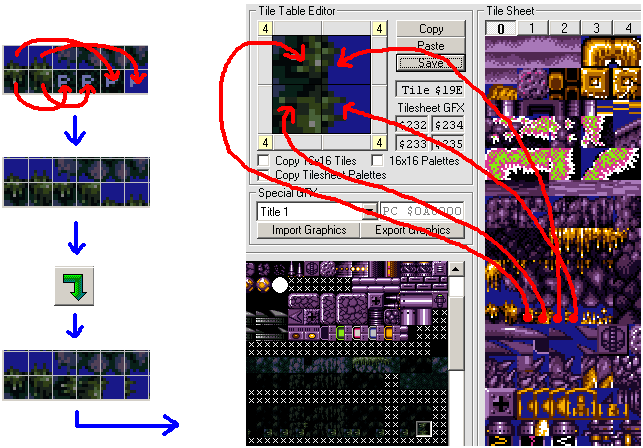 Tile Table Editor
Tile Sheet
4 4
Copy
0 1 2 3 4
Paste
Save
Tile $19E
Tilesheet GFX
$232 $234
4 4
$233 $235
Copy 16x16 Tiles 16x16 Palettes
Copy Tilesheet Palettes
Special GFX
Title 1
PC $0A6000
Import Graphics Export Graphics